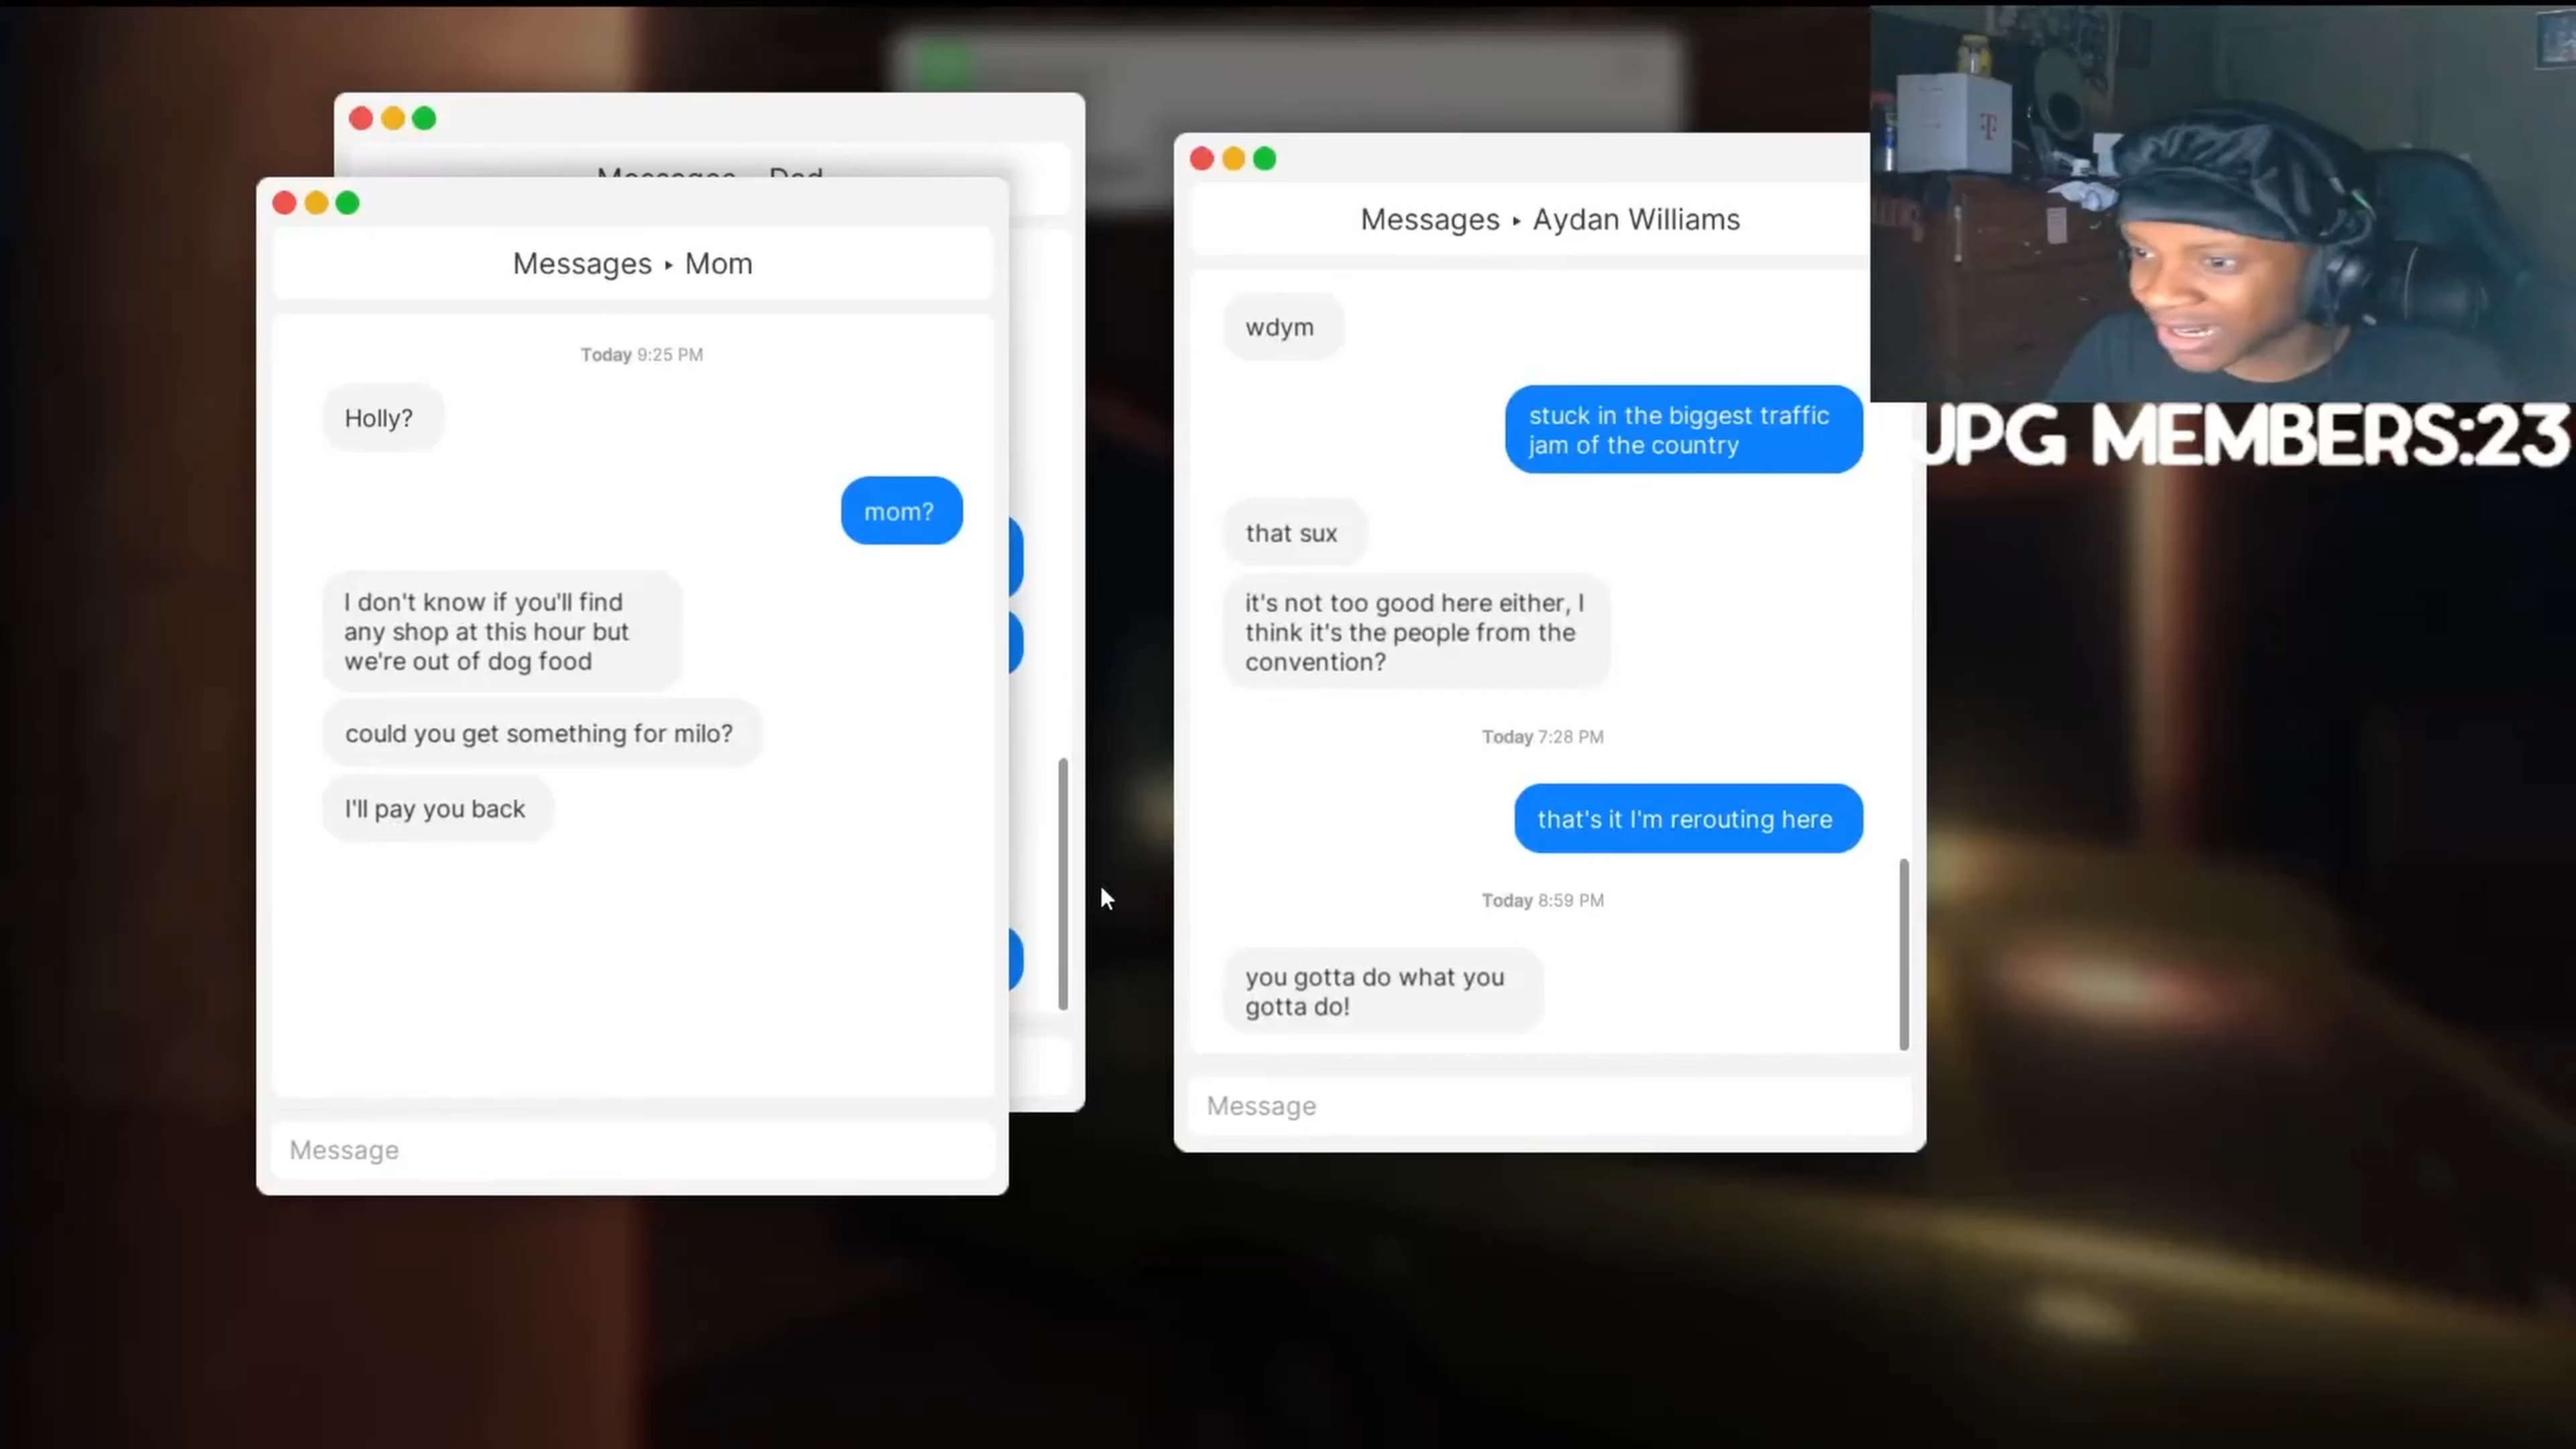 Messages ▸ Dad
Messages ▸ Mom
Today 9:25 PM
Holly?
mom?
I don't know if you'll find
any shop at this hour but
we're out of dog food
could you get something for milo?
I'll pay you back
Message
Messages ▸ Aydan Williams
wdym
stuck in the biggest traffic
jam of the country
that sux
it's not too good here either, I
think it's the people from the
convention?
Today 7:28 PM
that's it I'm rerouting here
Today 8:59 PM
you gotta do what you
gotta do!
Message
T
JPG MEMBERS:23